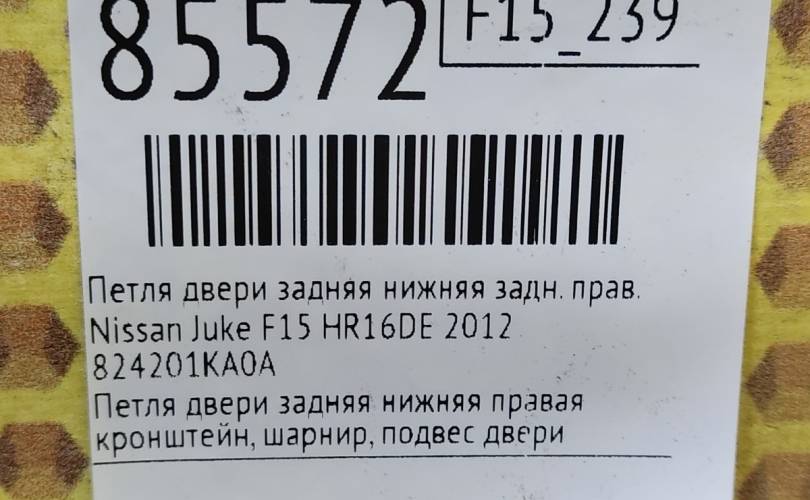 85572
F15_239
Петля двери задняя нижняя задн. прав.
Nissan Juke F15 HR16DE 2012
824201KA0A
Петля двери задняя нижняя правая
кронштейн, шарнир, подвес двери